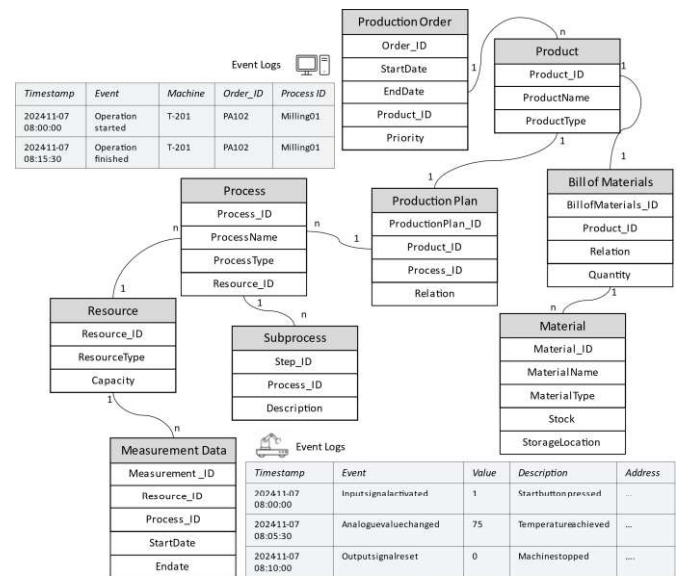 Production Order
Order_ID
StartDate
EndDate
Product_ID
Priority
n
1
Product
Product_ID
ProductName
ProductType
1
1
1
1
Event Logs
Timestamp Event Machine Order_ID Process ID
202411-07 08:00:00 Operation started T-201 PA102 Milling01
202411-07 08:15:30 Operation finished T-201 PA102 Milling01
Bill of Materials
BillofMaterials_ID
Product_ID
Relation
Quantity
1
n
Process
Process_ID
ProcessName
ProcessType
Resource_ID
n
n
1
1
Production Plan
ProductionPlan_ID
Product_ID
Process_ID
Relation
1
n
Resource
Resource_ID
ResourceType
Capacity
1
n
Subprocess
Step_ID
Process_ID
Description
Material
Material_ID
MaterialName
MaterialType
Stock
StorageLocation
Measurement Data
Measurement _ID
Resource_ID
Process_ID
StartDate
Endate
Event Logs
Timestamp Event Value Description Address
202411-07 08:00:00 Inputsignalactivated 1 Startbuttonpressed ...
202411-07 08:05:30 Analoguevaluechanged 75 Temperatureachieved ...
202411-07 08:10:00 Outputsignalreset 0 Machinestopped ....